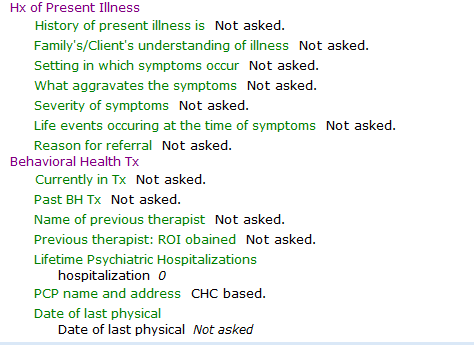 Hx of Present Illness
History of present illness is Not asked.
Family's/Client's understanding of illness Not asked.
Setting in which symptoms occur Not asked.
What aggravates the symptoms Not asked.
Severity of symptoms Not asked.
Life events occuring at the time of symptoms Not asked.
Reason for referral Not asked.
Behavioral Health Tx
Currently in Tx Not asked.
Past BH Tx Not asked.
Name of previous therapist Not asked.
Previous therapist: ROI obained Not asked.
Lifetime Psychiatric Hospitalizations
hospitalization 0
PCP name and address CHC based.
Date of last physical
Date of last physical Not asked